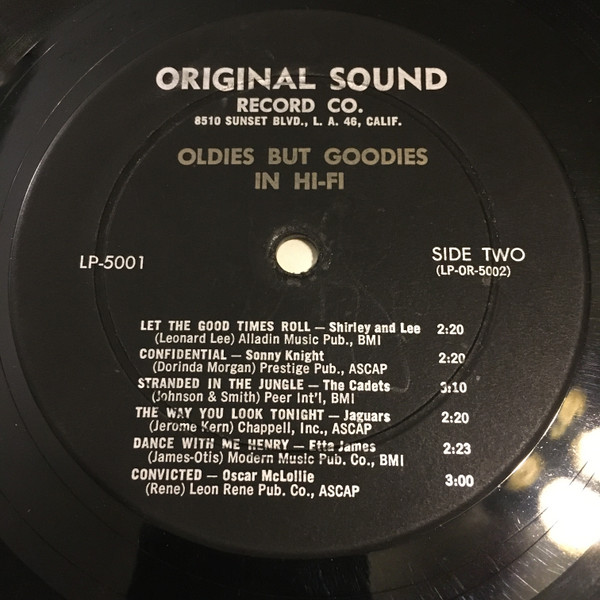 ORIGINAL SOUND
RECORD CO.
8510 SUNSET BLVD., L. A. 46, CALIF.
OLDIES BUT GOODIES
IN HI-FI
LP-5001
SIDE TWO
(LP-OR-5002)
LET THE GOOD TIMES ROLL — Shirley and Lee 2:20
(Leonard Lee) Alladin Music Pub., BMI
CONFIDENTIAL — Sonny Knight 2:20
(Dorinda Morgan) Prestige Pub., ASCAP
STRANDED IN THE JUNGLE — The Cadets 3:10
(Johnson & Smith) Peer Int'l, BMI
THE WAY YOU LOOK TONIGHT — Jaguars 2:20
(Jerome Kern) Chappell, Inc., ASCAP
DANCE WITH ME HENRY — Etta James 2:23
(James-Otis) Modern Music Pub. Co., BMI
CONVICTED — Oscar McLollie 3:00
(Rene) Leon Rene Pub. Co., ASCAP